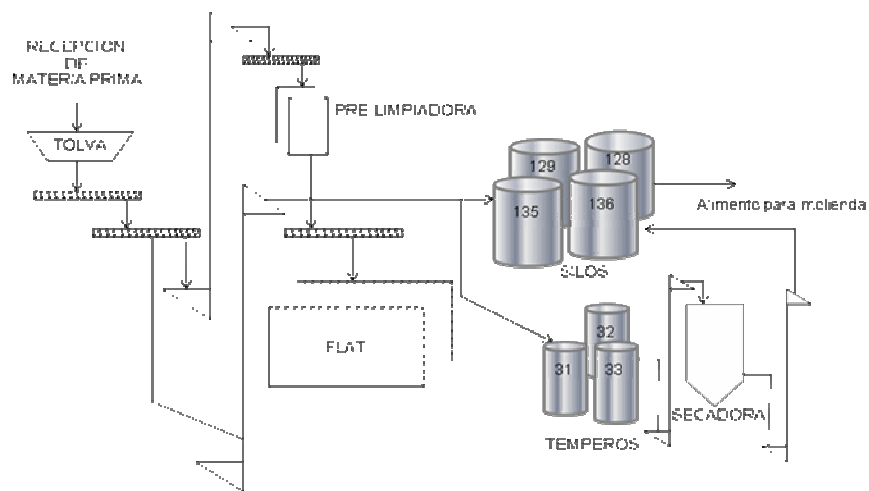 RECEPCION
DE
MATERIA PRIMA
TOLVA
PRE LIMPIADORA
129
128
135
136
Alimento para molienda
SILOS
FLAT
32
31
33
SECADORA
TEMPEROS